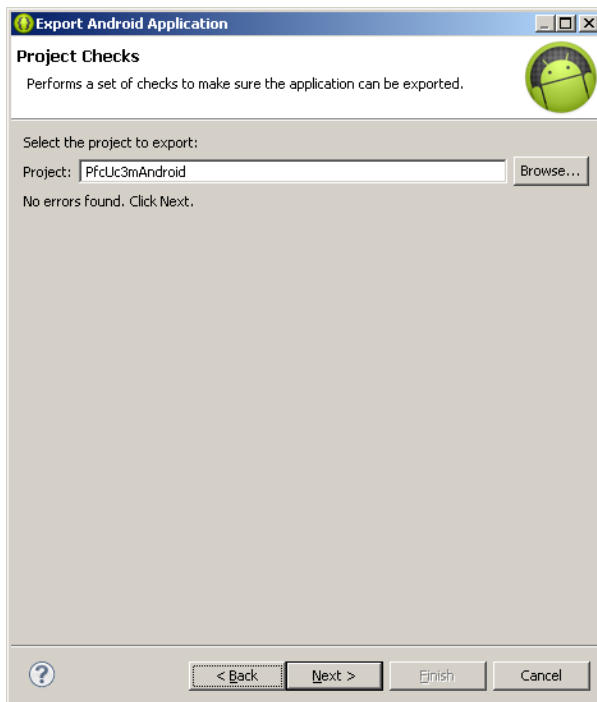 Export Android Application
Project Checks
Performs a set of checks to make sure the application can be exported.
Select the project to export:
Project: PfcUc3mAndroid Browse...
No errors found. Click Next.
? < Back Next > Finish Cancel